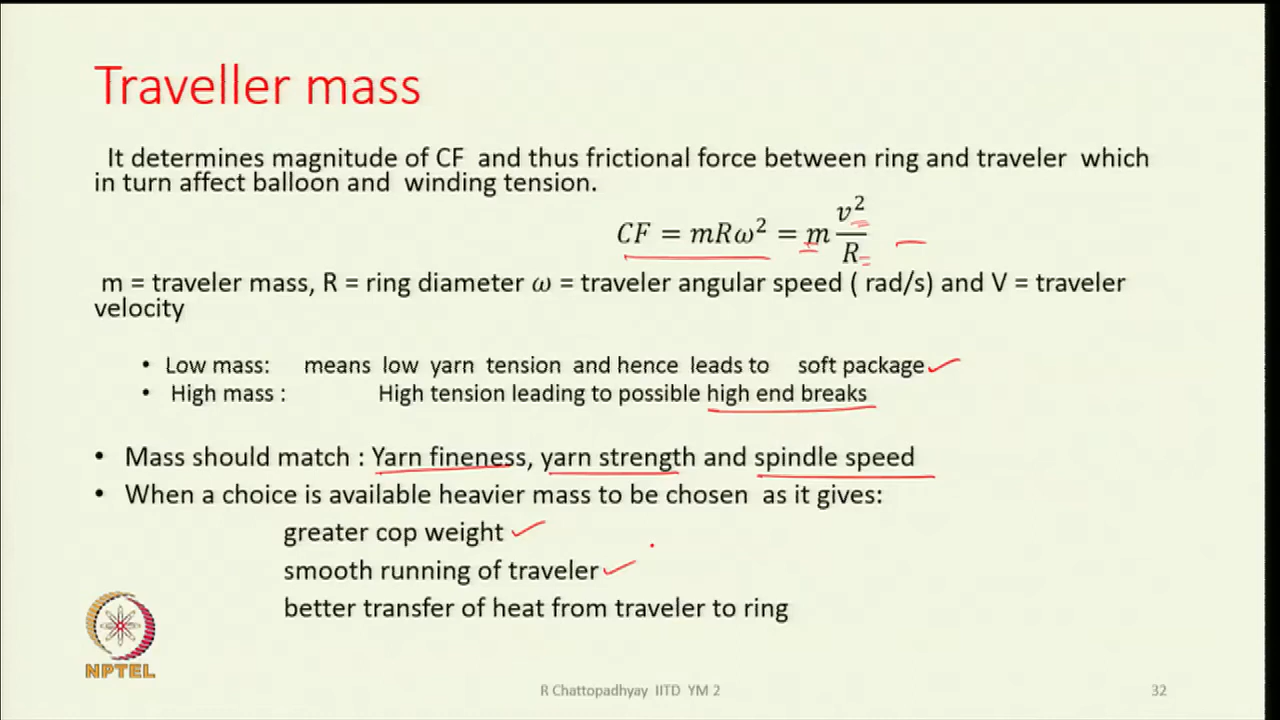 Traveller mass
It determines magnitude of CF and thus frictional force between ring and traveler which
in turn affect balloon and winding tension.
CF = mRω² = m v²/R
m = traveler mass, R = ring diameter ω = traveler angular speed ( rad/s) and V = traveler
velocity
• Low mass: means low yarn tension and hence leads to soft package
• High mass : High tension leading to possible high end breaks
• Mass should match : Yarn fineness, yarn strength and spindle speed
• When a choice is available heavier mass to be chosen as it gives:
greater cop weight
smooth running of traveler
better transfer of heat from traveler to ring
NPTEL
R Chattopadhyay IITD YM 2
32